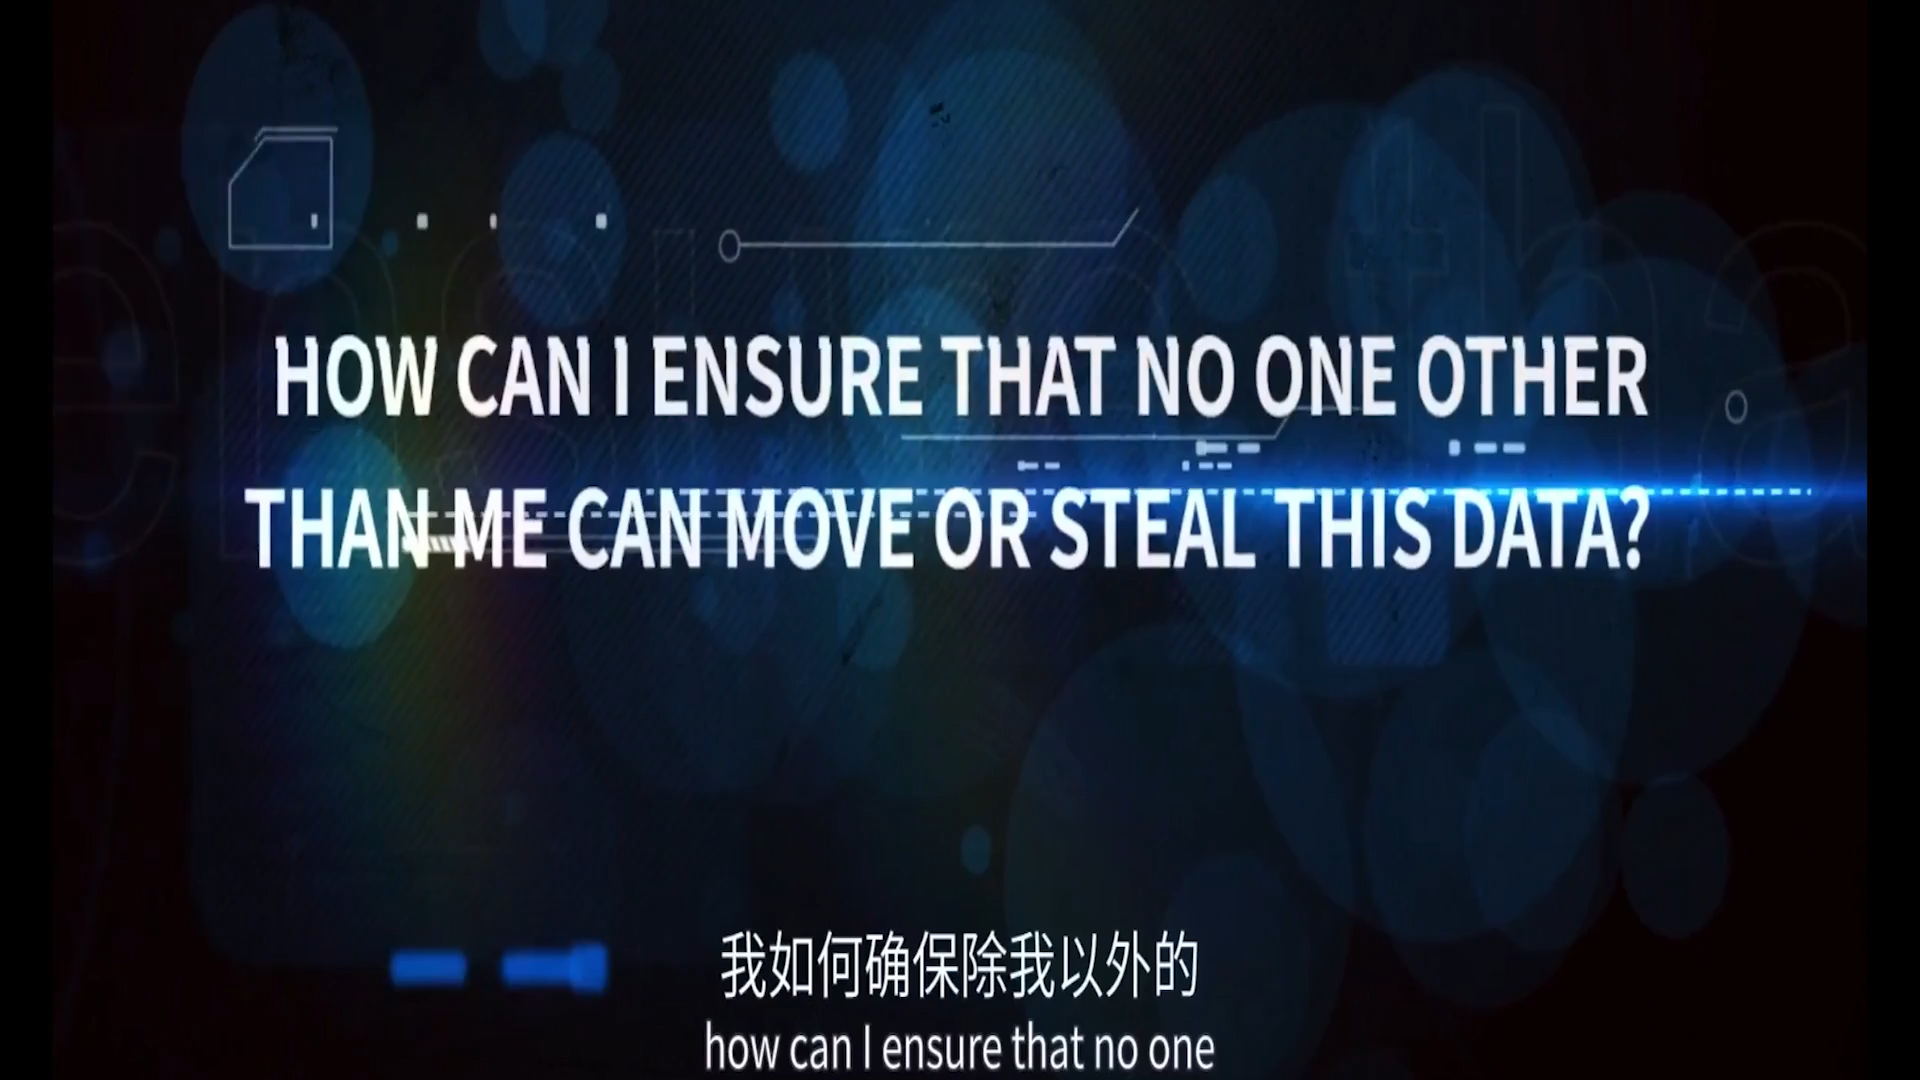 HOW CAN I ENSURE THAT NO ONE OTHER
THAN ME CAN MOVE OR STEAL THIS DATA?
我如何确保除我以外的
how can I ensure that no one